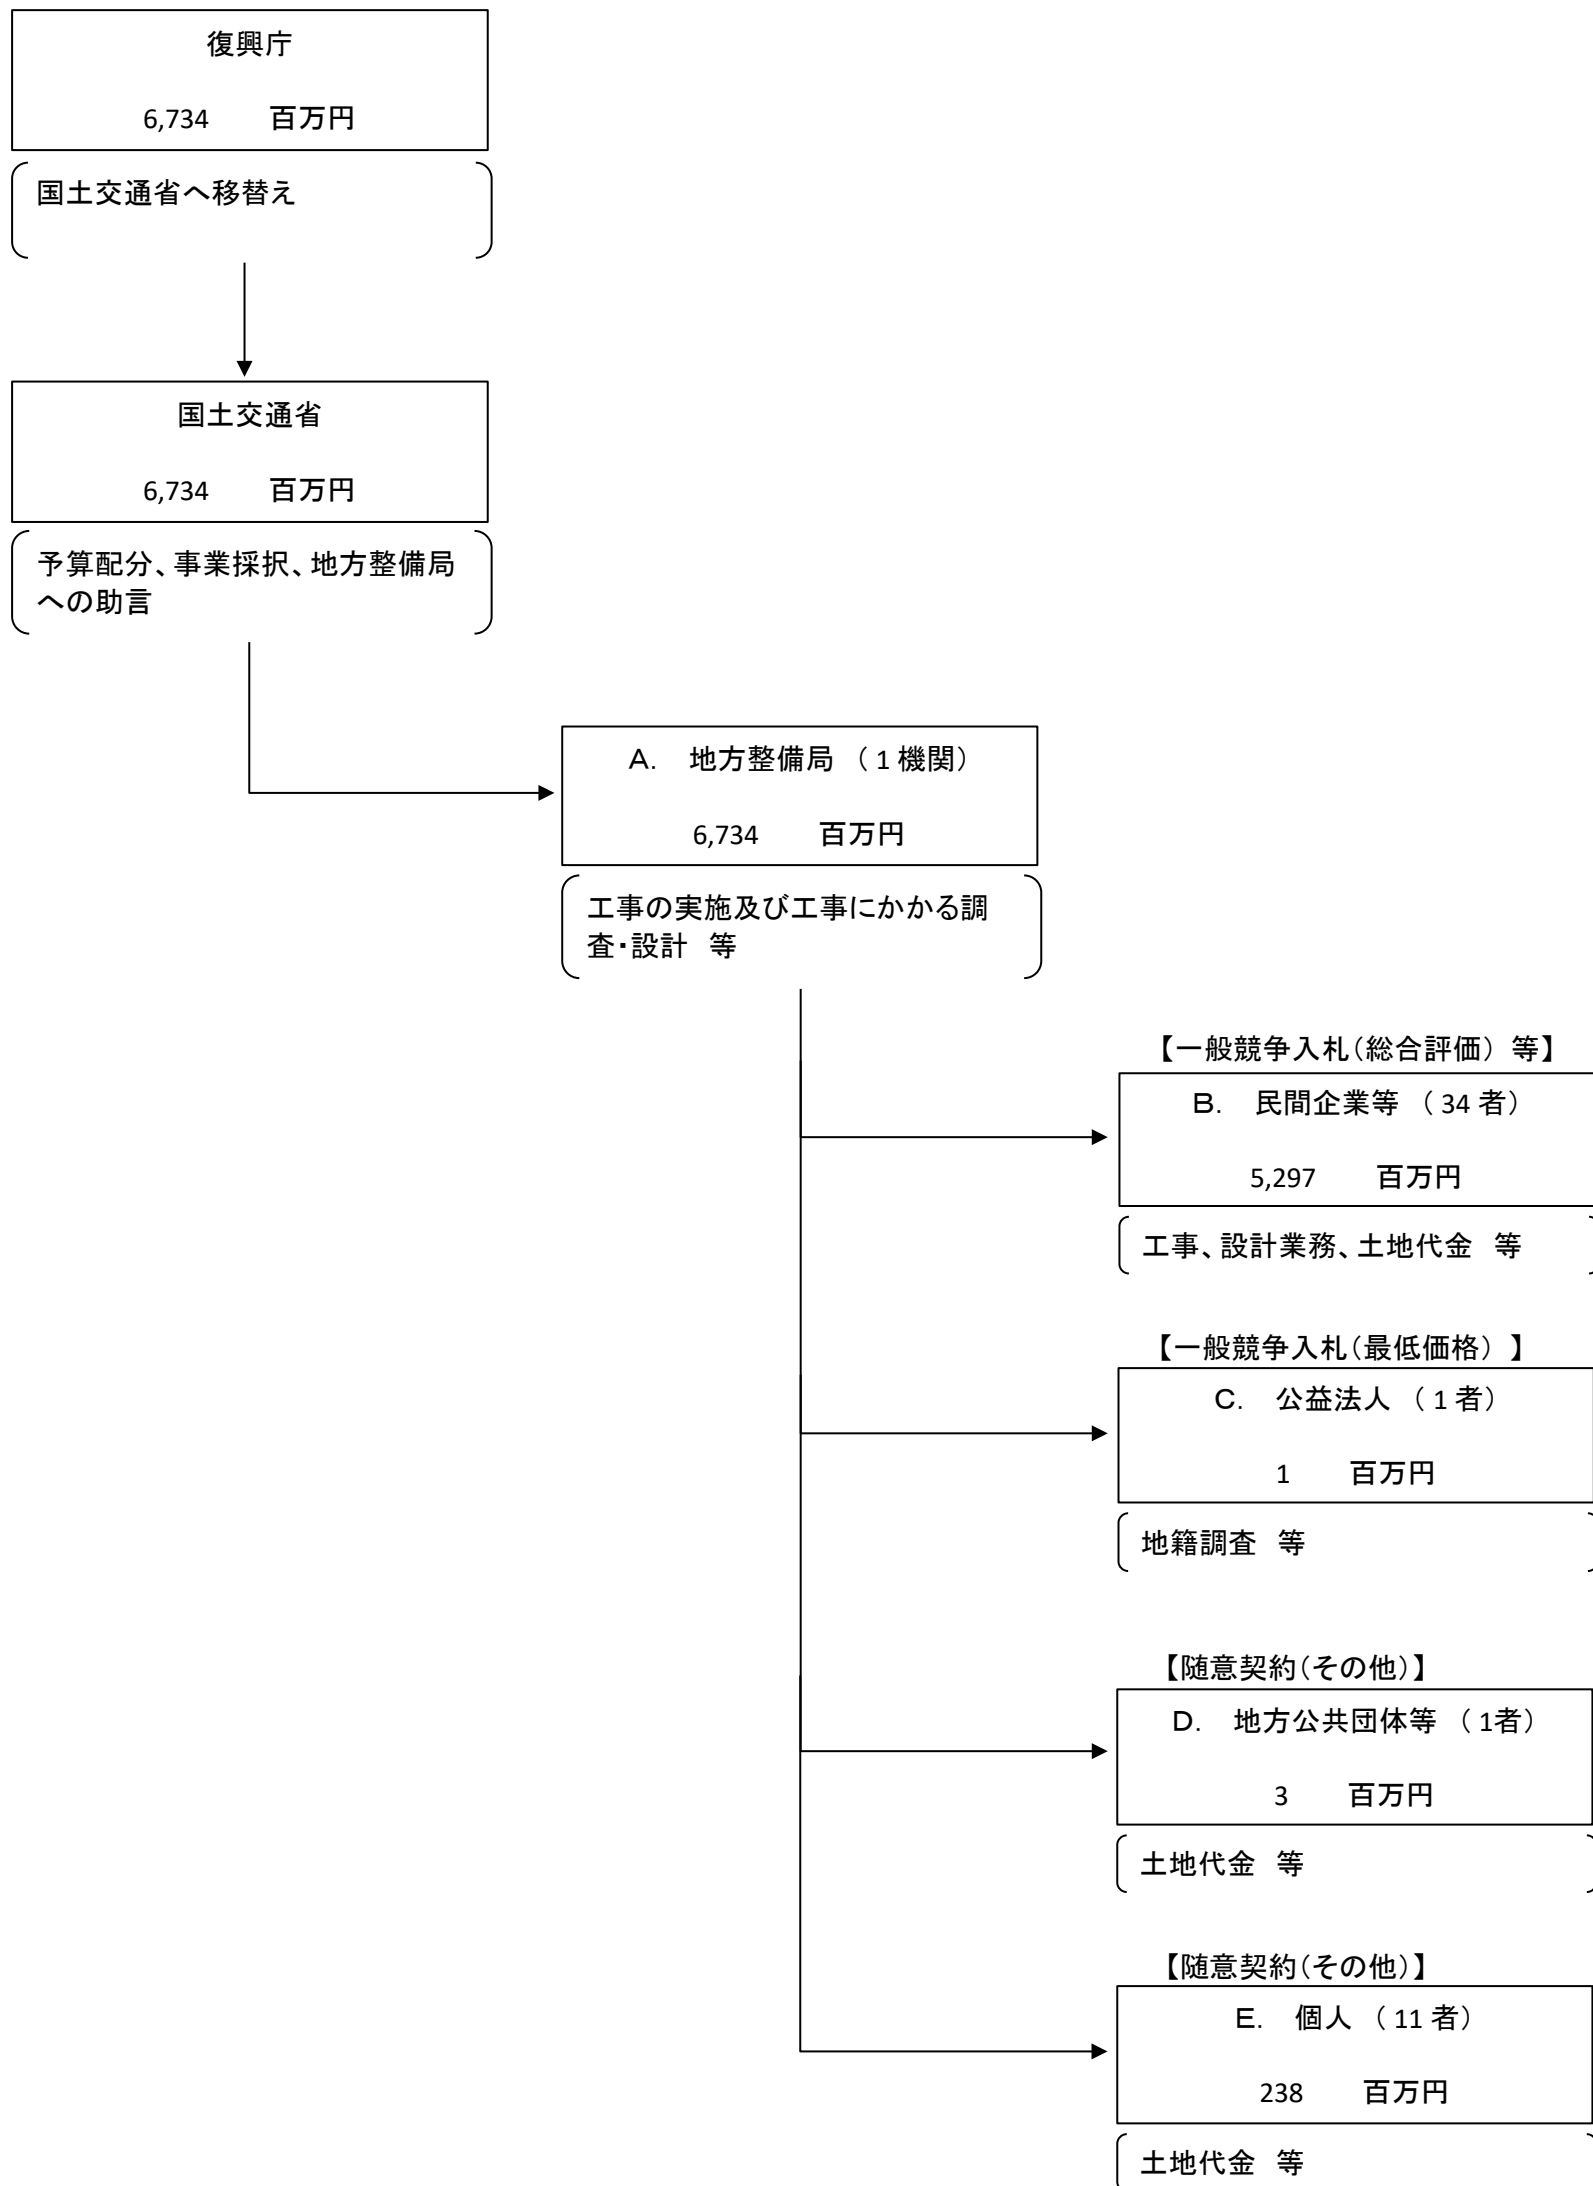 復興庁
6,734 百万円
国土交通省へ移替え
国土交通省
6,734 百万円
予算配分、事業採択、地方整備局
への助言
A. 地方整備局 （ 1 機関）
6,734 百万円
工事の実施及び工事にかかる調
査・設計 等
【一般競争入札（総合評価） 等】
B. 民間企業等 （ 34 者）
5,297 百万円
工事、設計業務、土地代金 等
【一般競争入札（最低価格） 】
C. 公益法人 （ 1 者）
1 百万円
地籍調査 等
【随意契約（その他）】
D. 地方公共団体等 （ 1者）
3 百万円
土地代金 等
【随意契約（その他）】
E. 個人 （ 11 者）
238 百万円
土地代金 等